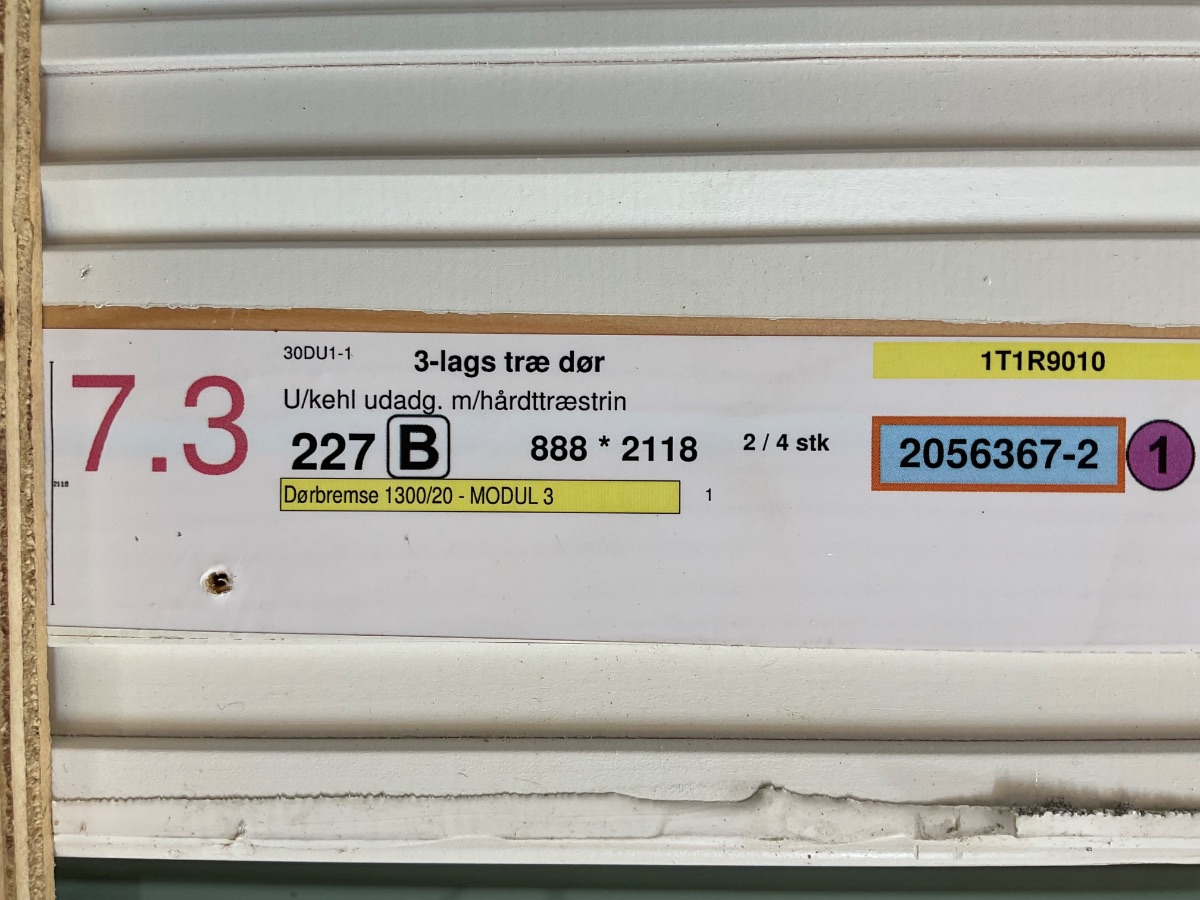 30DU1-1
3-lags træ dør
1T1R9010
7.3
U/kehl udadg. m/hårdttræstrin
227 B
888 * 2118
2 / 4 stk
2056367-2
1
2118
Dørbremse 1300/20 - MODUL 3
1